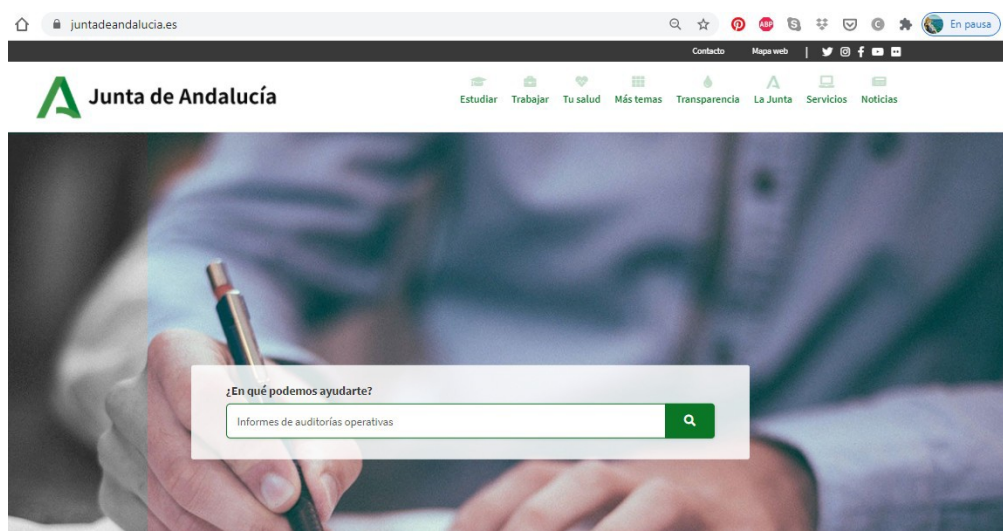 juntadeandalucia.es
ABP
En pausa
Contacto Mapa web |
Junta de Andalucía
Estudiar Trabajar Tu salud Más temas Transparencia La Junta Servicios Noticias
¿En qué podemos ayudarte?
Informes de auditorías operativas